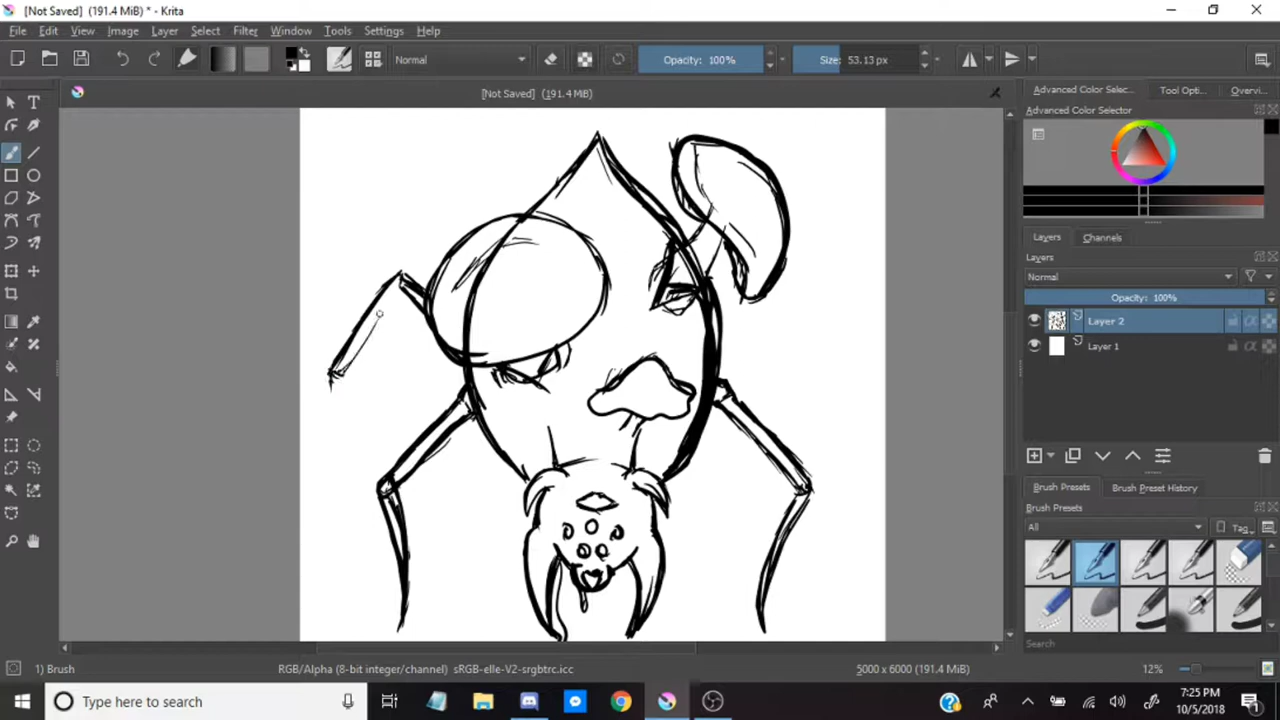 [Not Saved] (191.4 MiB) * - Krita
File Edit View Image Layer Select Filter Window Tools Settings Help
Normal Opacity: 100% Size: 53.13 px
[Not Saved] (191.4 MiB)
Advanced Color Selec... Tool Opti... Overvi...
Advanced Color Selector
Layers Channels
Layers
Normal
Opacity: 100%
Layer 2
Layer 1
Brush Presets Brush Preset History
Brush Presets
All Tag
Search
1) Brush RGB/Alpha (8-bit integer/channel) sRGB-elle-V2-srgbtrc.icc 5000 x 6000 (191.4 MiB) 12%
Type here to search
7:25 PM
10/5/2018
1